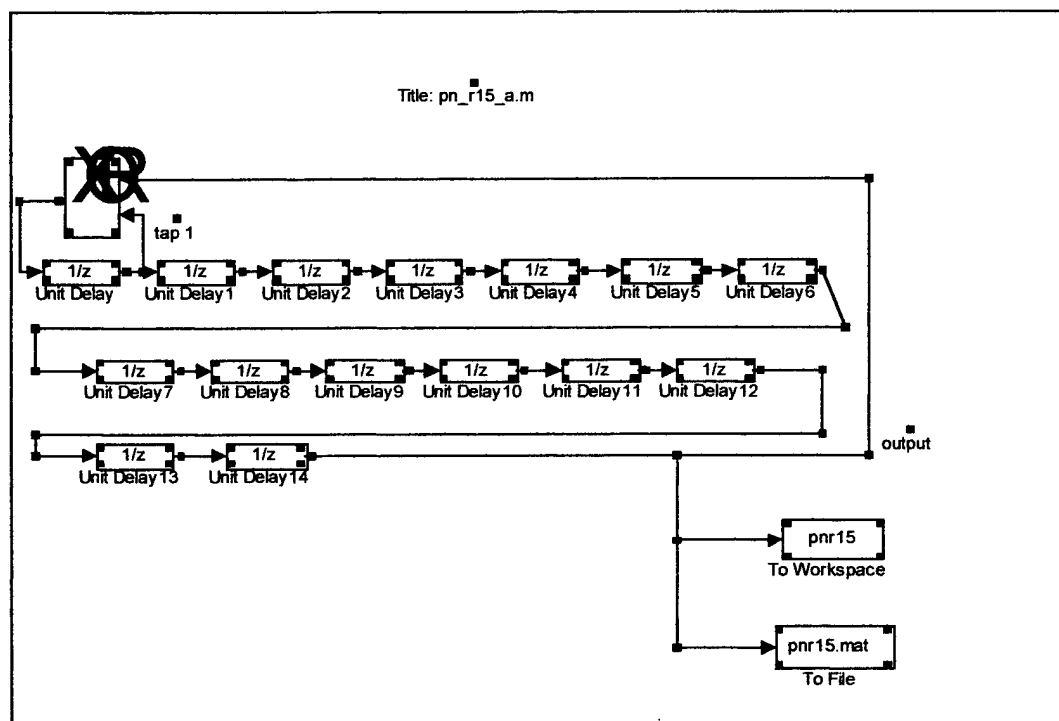 Title: pn_r15_a.m
XOR
tap 1
1/z 1/z 1/z 1/z 1/z 1/z 1/z
Unit Delay Unit Delay1 Unit Delay2 Unit Delay3 Unit Delay4 Unit Delay5 Unit Delay6
1/z 1/z 1/z 1/z 1/z 1/z
Unit Delay7 Unit Delay8 Unit Delay9 Unit Delay10 Unit Delay11 Unit Delay12
output
1/z 1/z
Unit Delay13 Unit Delay14
pnr15
To Workspace
pnr15.mat
To File